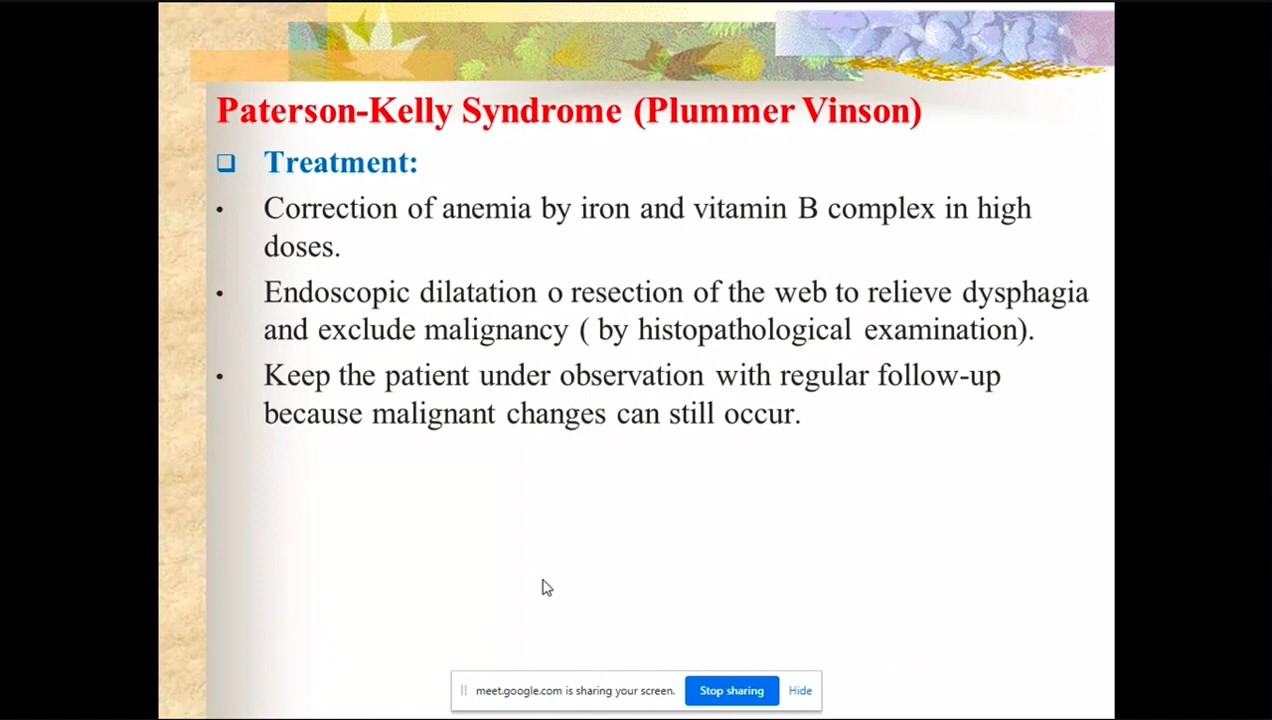 Paterson-Kelly Syndrome (Plummer Vinson)
❑ Treatment:
• Correction of anemia by iron and vitamin B complex in high
doses.
• Endoscopic dilatation o resection of the web to relieve dysphagia
and exclude malignancy ( by histopathological examination).
• Keep the patient under observation with regular follow-up
because malignant changes can still occur.
meet.google.com is sharing your screen. Stop sharing Hide